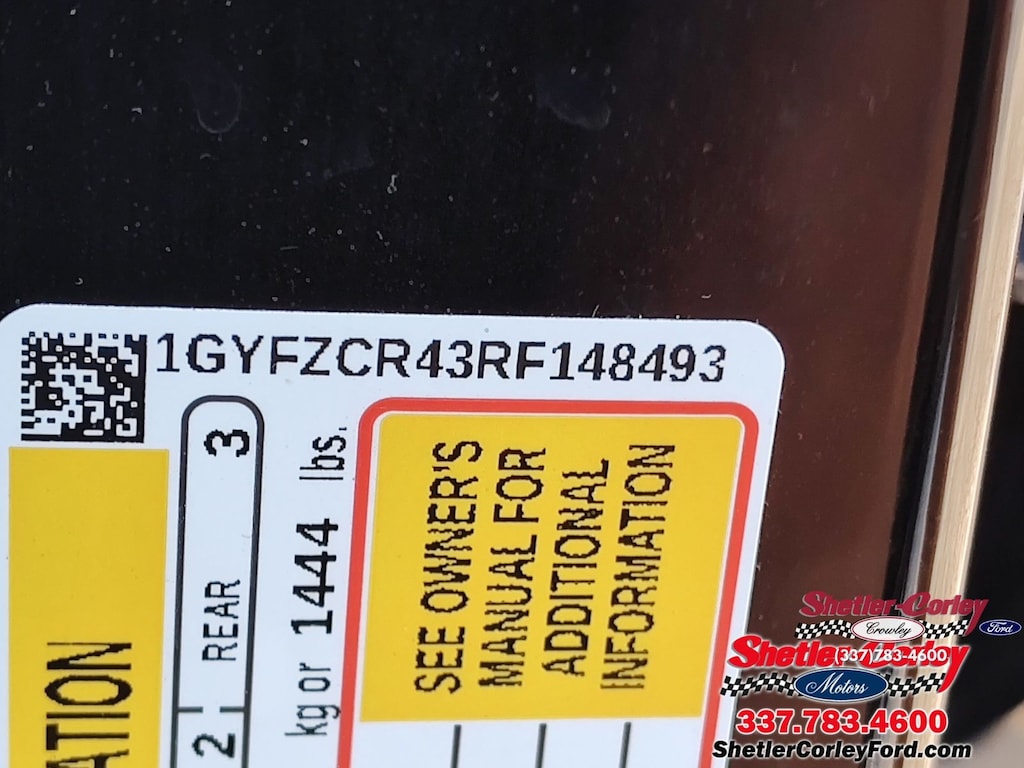 1GYFZCR43RF148493
ATION
2 REAR 3
kg or 1444 lbs.
SEE OWNER'S
MANUAL FOR
ADDITIONAL
INFORMATION
Shetler-Corley
Crowley
Ford
(337)783-4600
Motors
337.783.4600
ShetlerCorleyFord.com